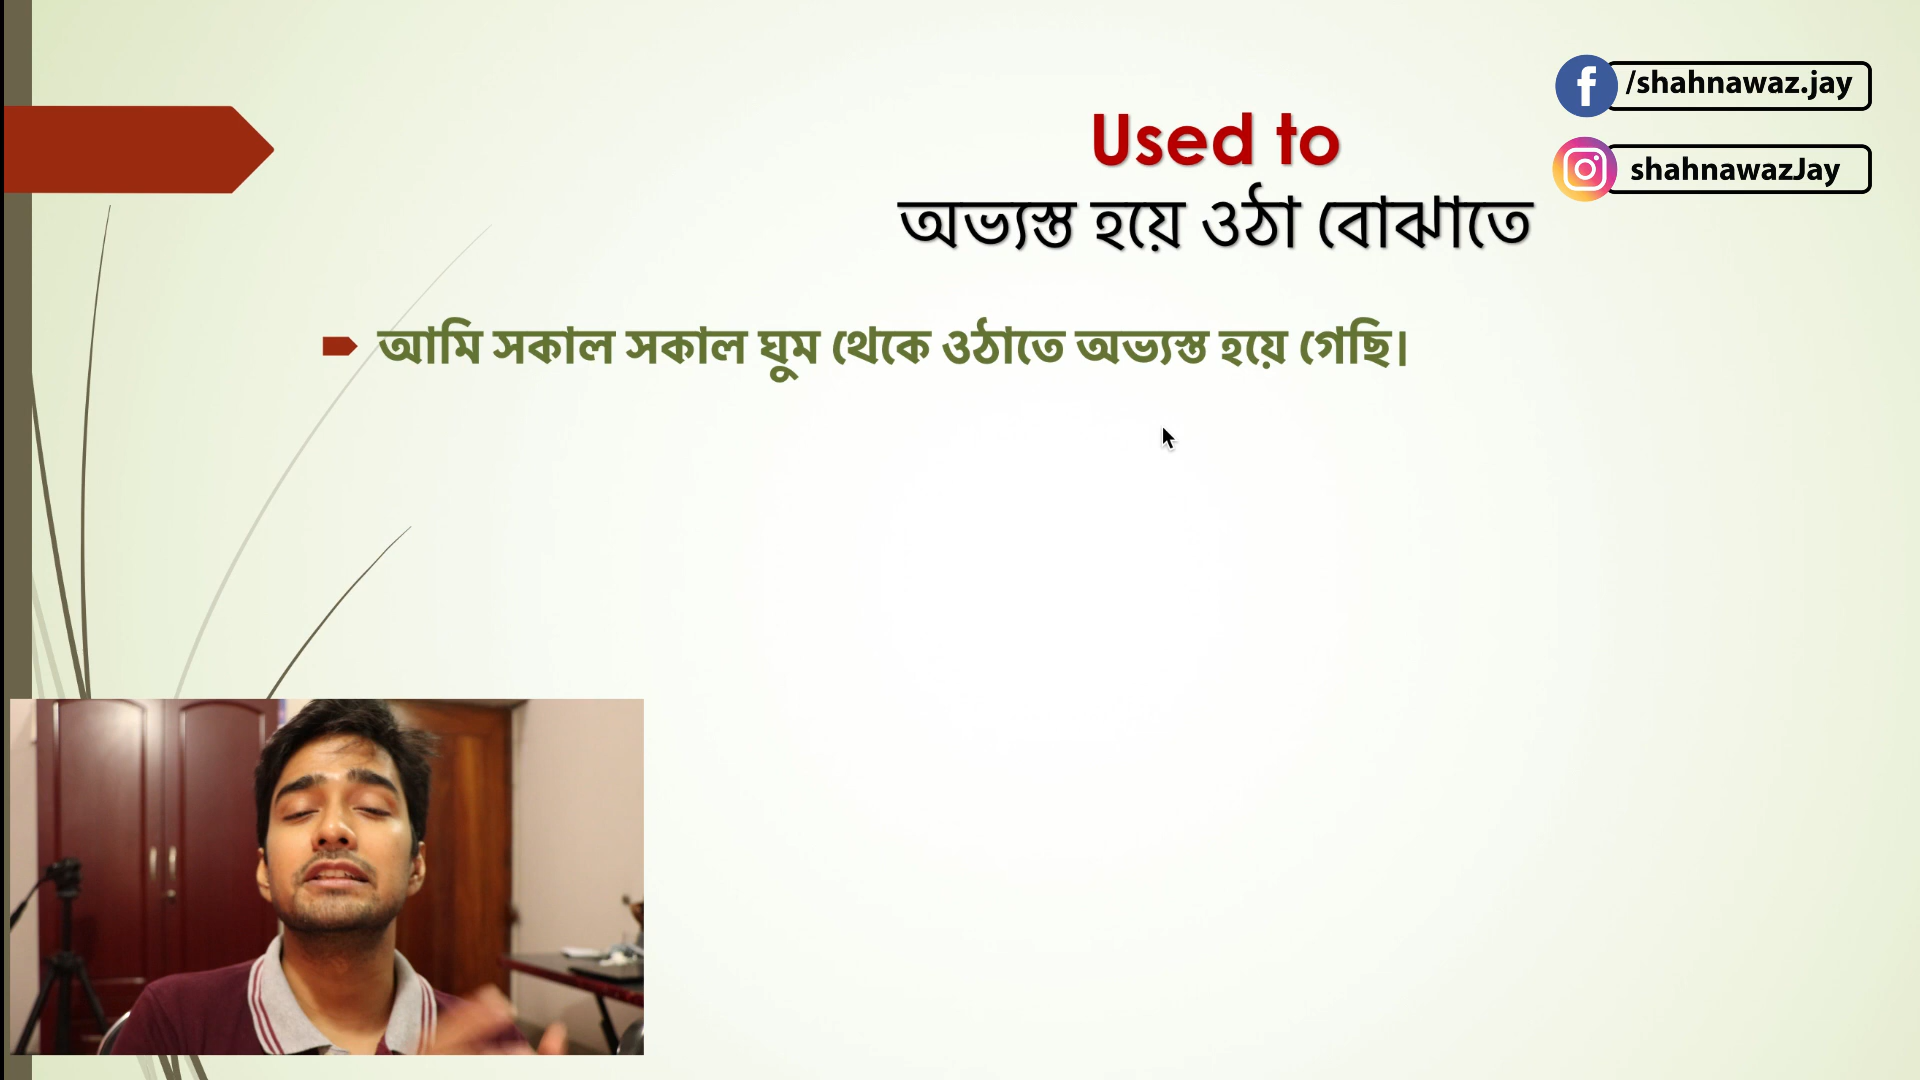 Used to
অভ্যস্ত হয়ে ওঠা বোঝাতে
/shahnawaz.jay
shahnawazJay
আমি সকাল সকাল ঘুম থেকে ওঠাতে অভ্যস্ত হয়ে গেছি।